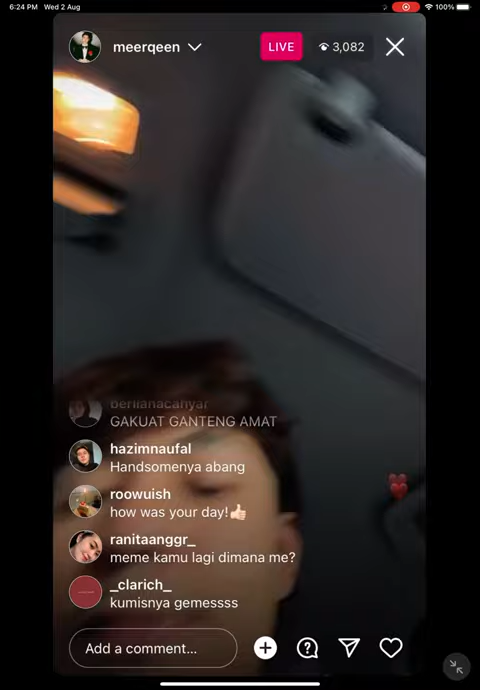 6:24 PM Wed 2 Aug
100%
meerqeen
LIVE
3,082
GAKUAT GANTENG AMAT
hazimnaufal
Handsomenya abang
roowuish
how was your day!👍🏻
ranitaanggr_
meme kamu lagi dimana me?
_clarich_
kumisnya gemessss
Add a comment...